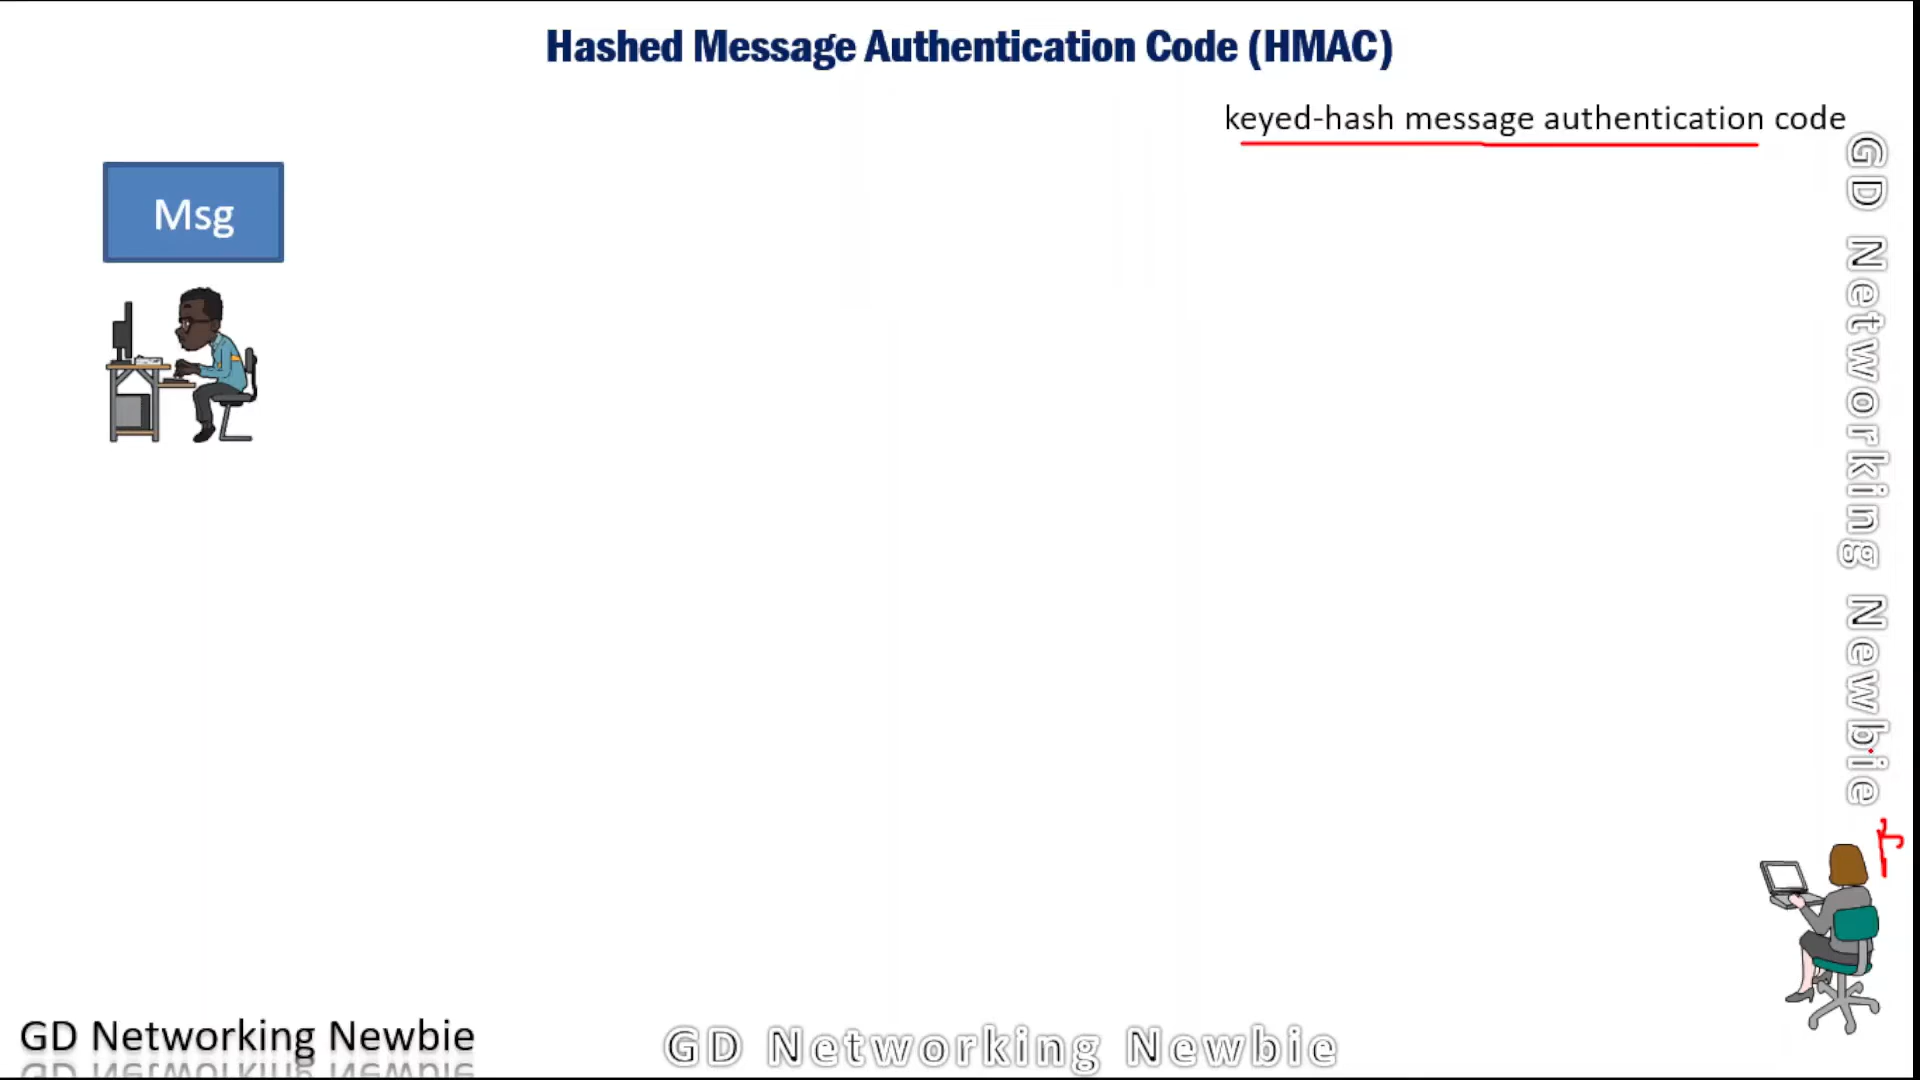 Hashed Message Authentication Code (HMAC)
keyed-hash message authentication code
Msg
GD Networking Newbie
GD Networking Newbie
GD Networking Newbie